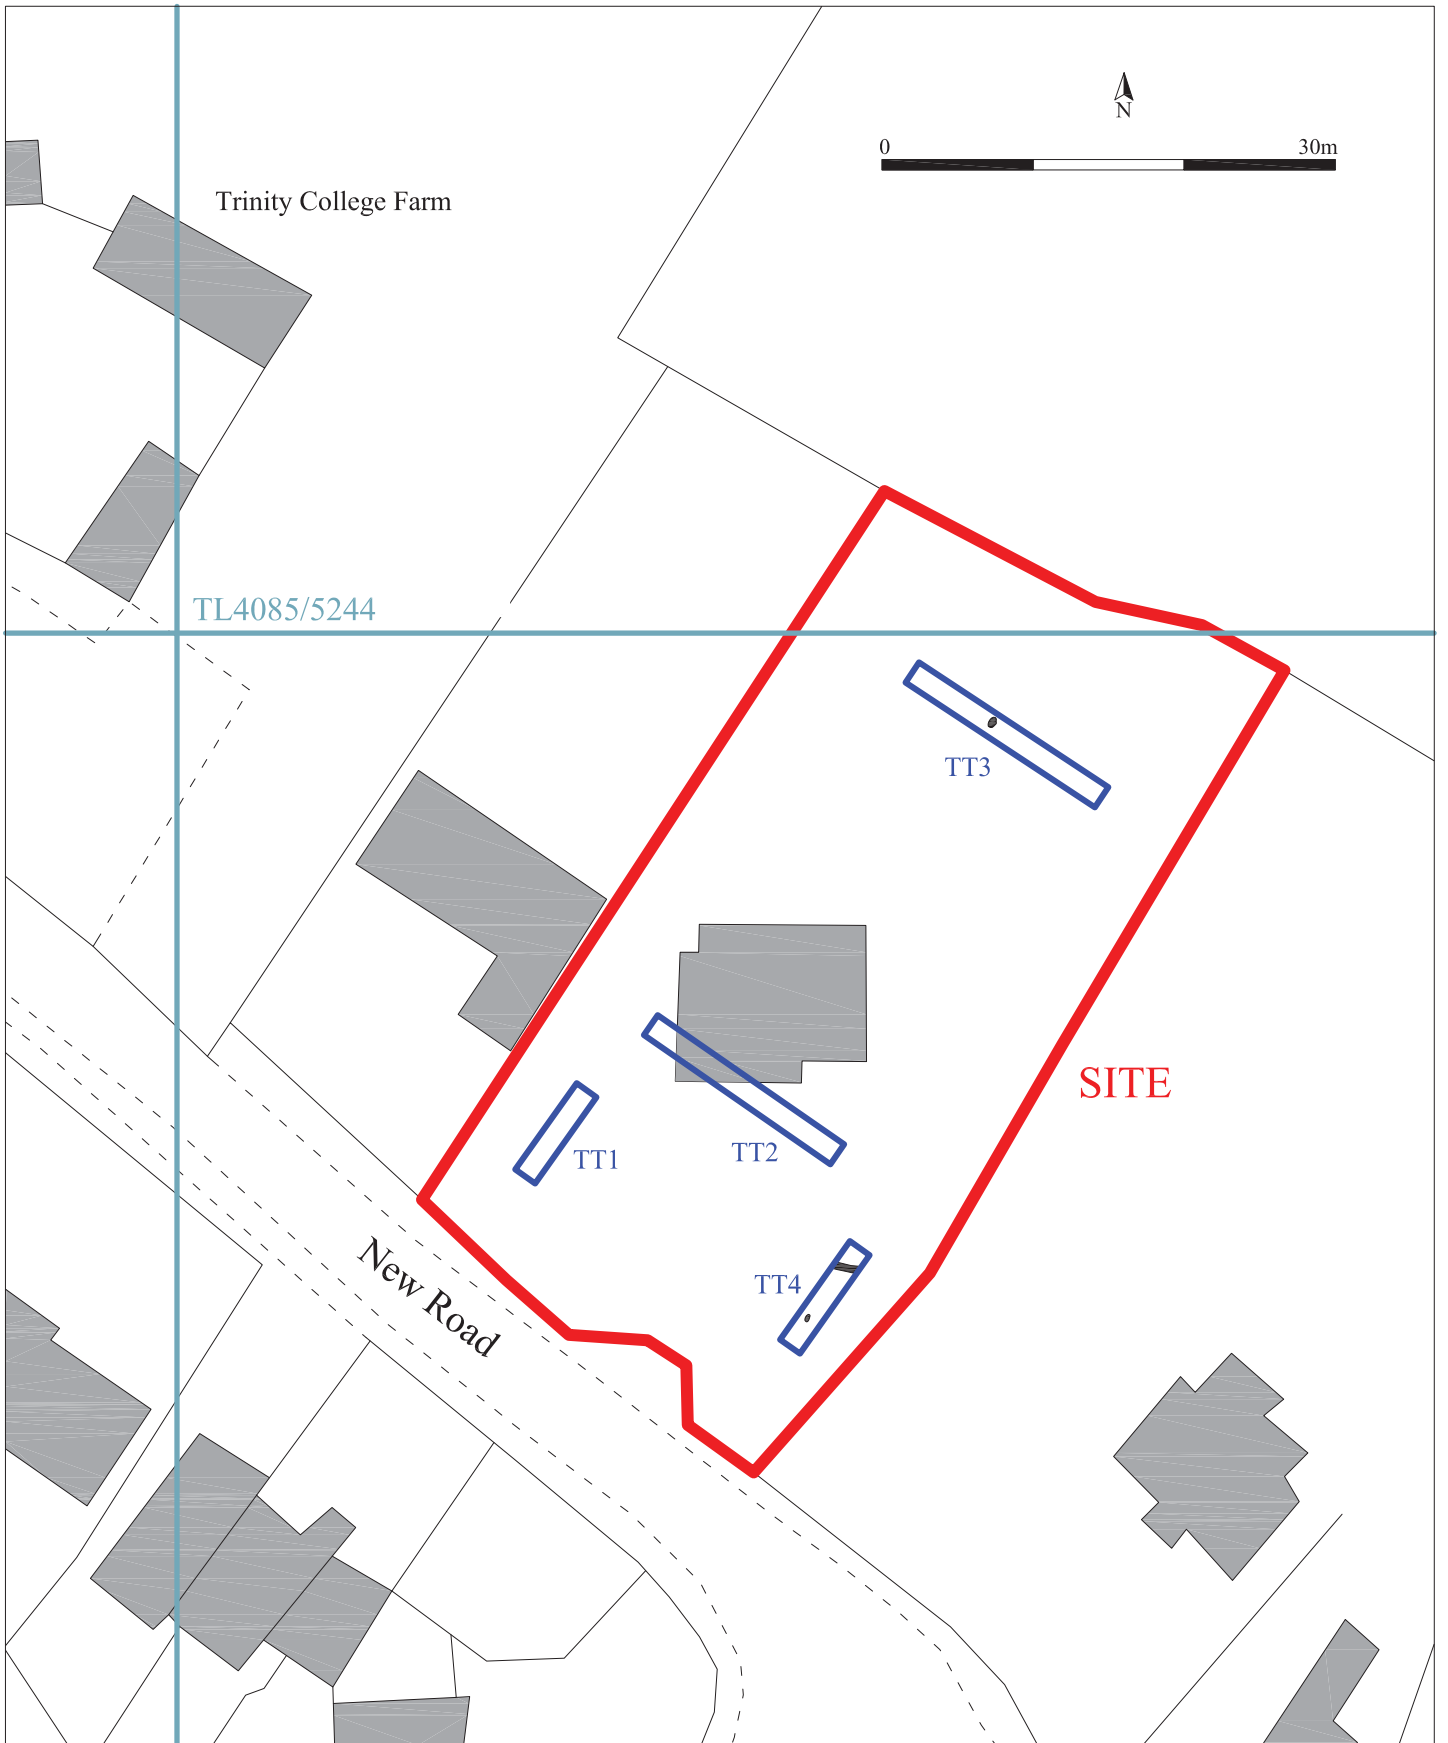 N
0 30m
Trinity College Farm
TL4085/5244
TT3
SITE
TT2
TT1
TT4
New Road